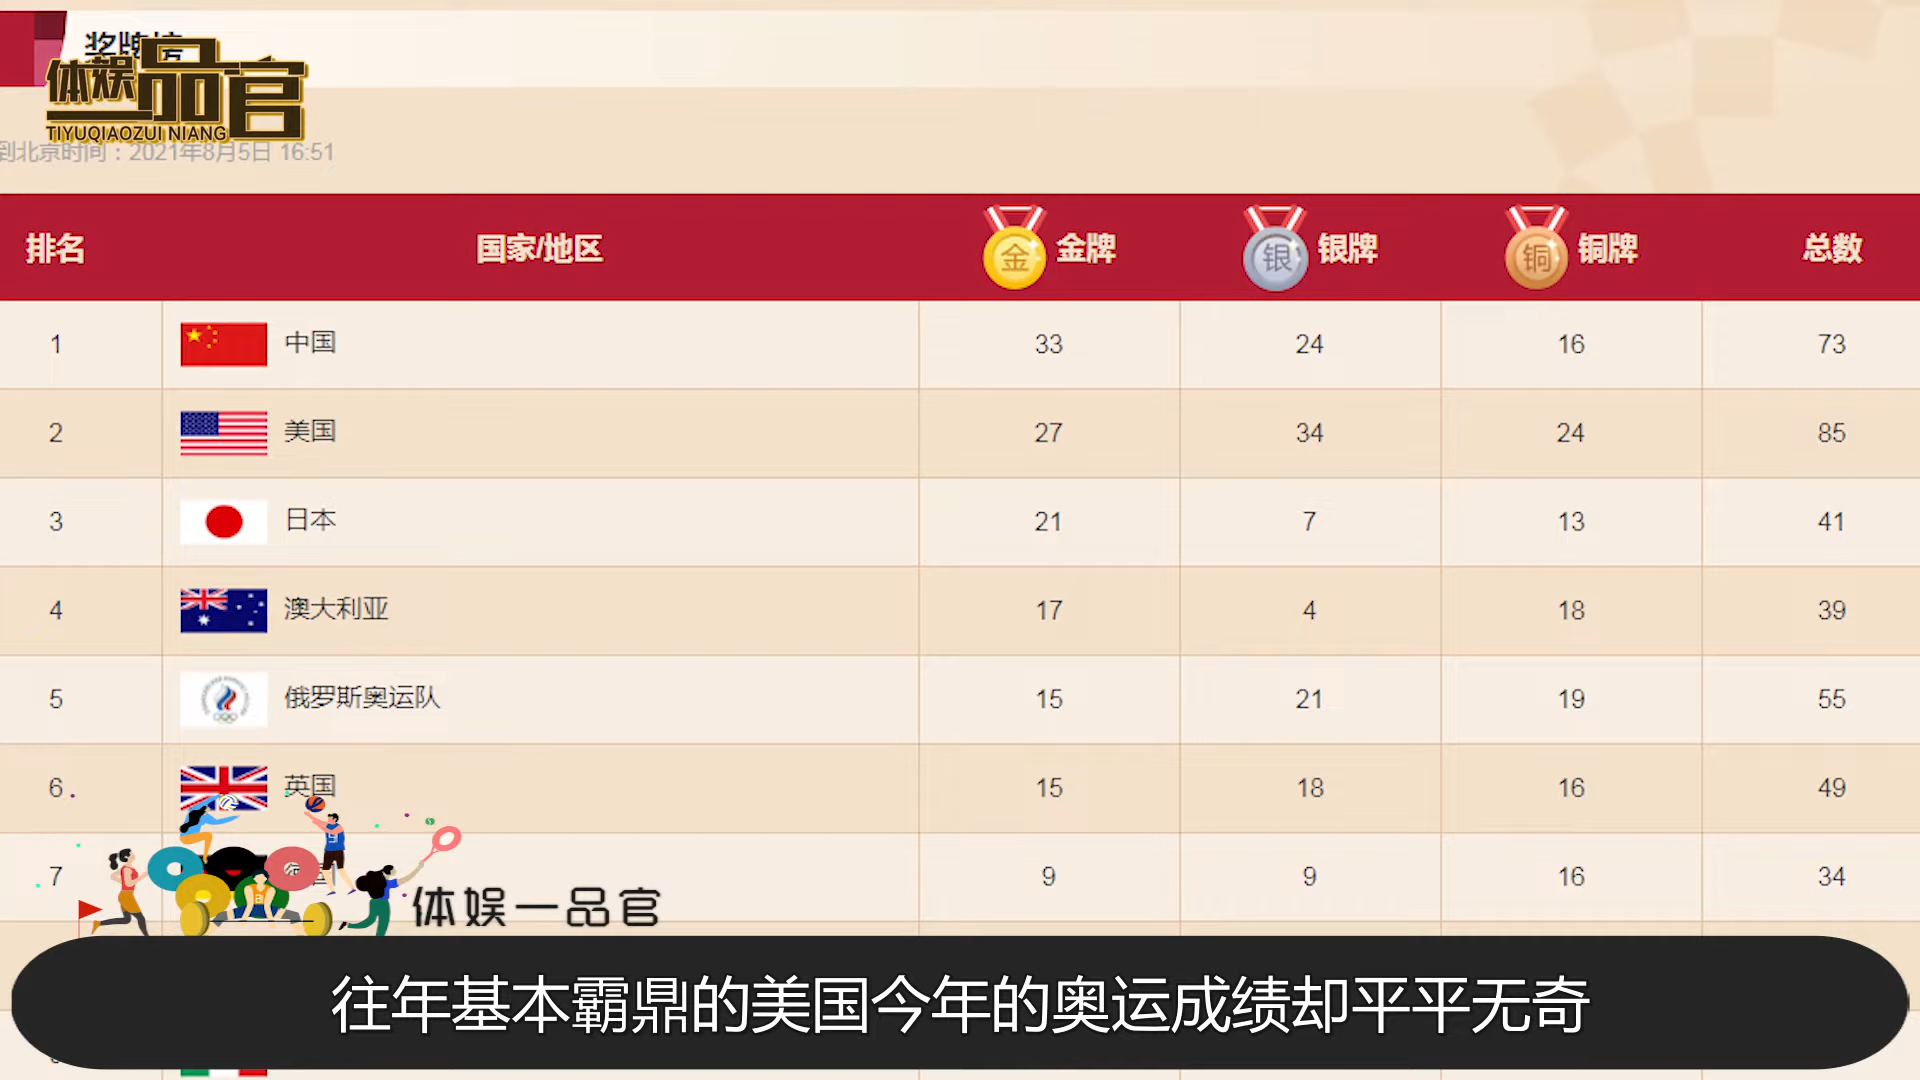 奖牌榜
体娱一品官
TIYUQIAOZUI NIANG
到北京时间：2021年8月5日 16:51
排名 国家/地区 金 金牌 银 银牌 铜 铜牌 总数
1 中国 33 24 16 73
2 美国 27 34 24 85
3 日本 21 7 13 41
4 澳大利亚 17 4 18 39
5 俄罗斯奥运队 15 21 19 55
6 英国 15 18 16 49
7 9 9 16 34
体娱一品官
往年基本霸鼎的美国今年的奥运成绩却平平无奇